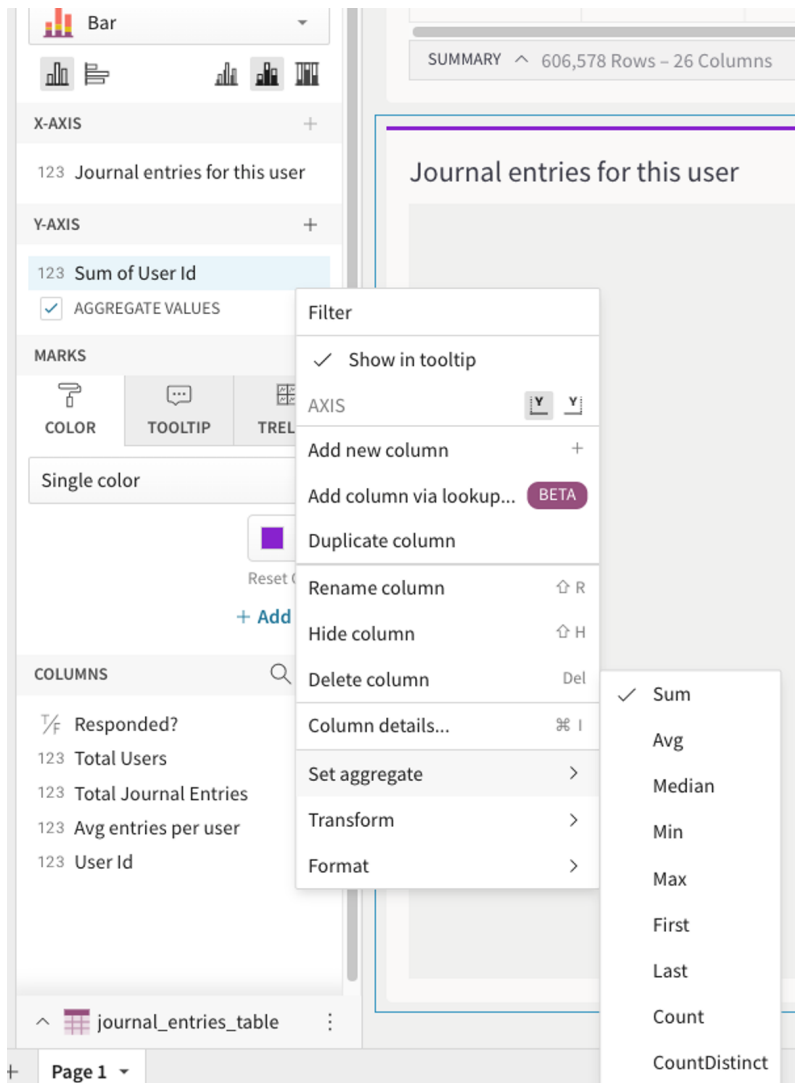 Bar
X-AXIS
123 Journal entries for this user
Y-AXIS
123 Sum of User Id
AGGREGATE VALUES
MARKS
COLOR
TOOLTIP
TREL
Single color
Reset
+ Add
COLUMNS
T/F Responded?
123 Total Users
123 Total Journal Entries
123 Avg entries per user
123 User Id
journal_entries_table
Page 1
SUMMARY 606,578 Rows – 26 Columns
Journal entries for this user
Filter
Show in tooltip
AXIS Y Y
Add new column +
Add column via lookup... BETA
Duplicate column
Rename column ⇧ R
Hide column ⇧ H
Delete column Del
Column details... ⌘ I
Set aggregate
Transform
Format
Sum
Avg
Median
Min
Max
First
Last
Count
CountDistinct